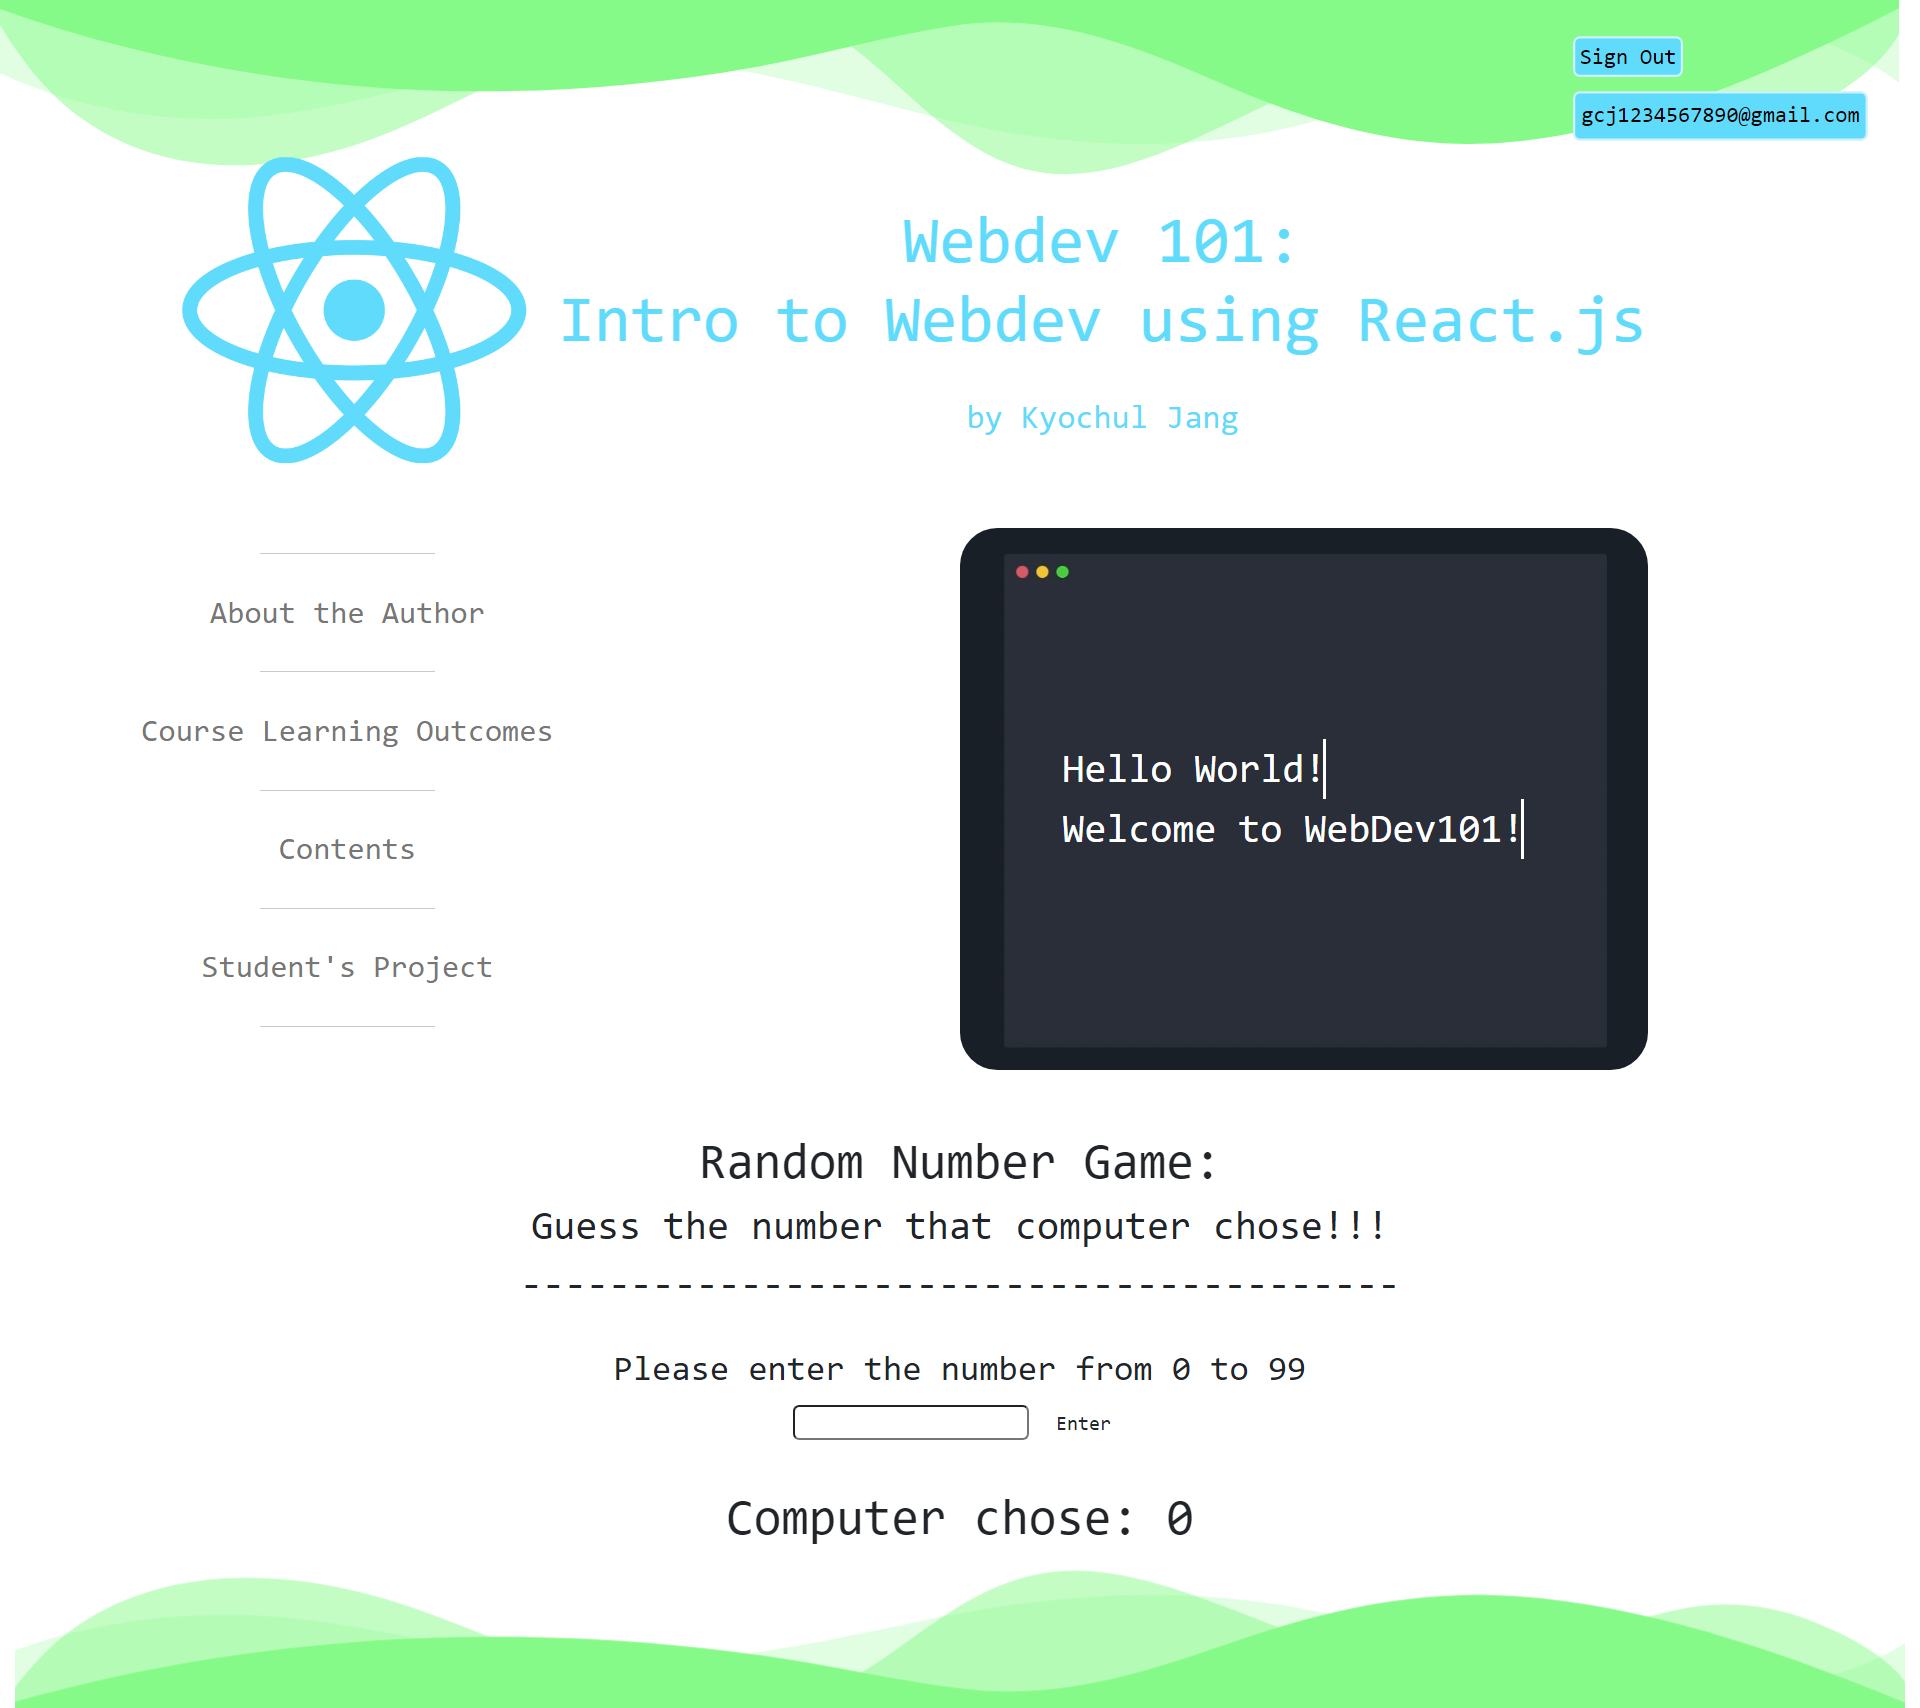 Sign Out
gcj1234567890@gmail.com
Webdev 101:
Intro to Webdev using React.js
by Kyochul Jang
About the Author
Course Learning Outcomes
Contents
Student's Project
Hello World!
Welcome to WebDev101!
Random Number Game:
Guess the number that computer chose!!!
----------------------------------------
Please enter the number from 0 to 99
Enter
Computer chose: 0